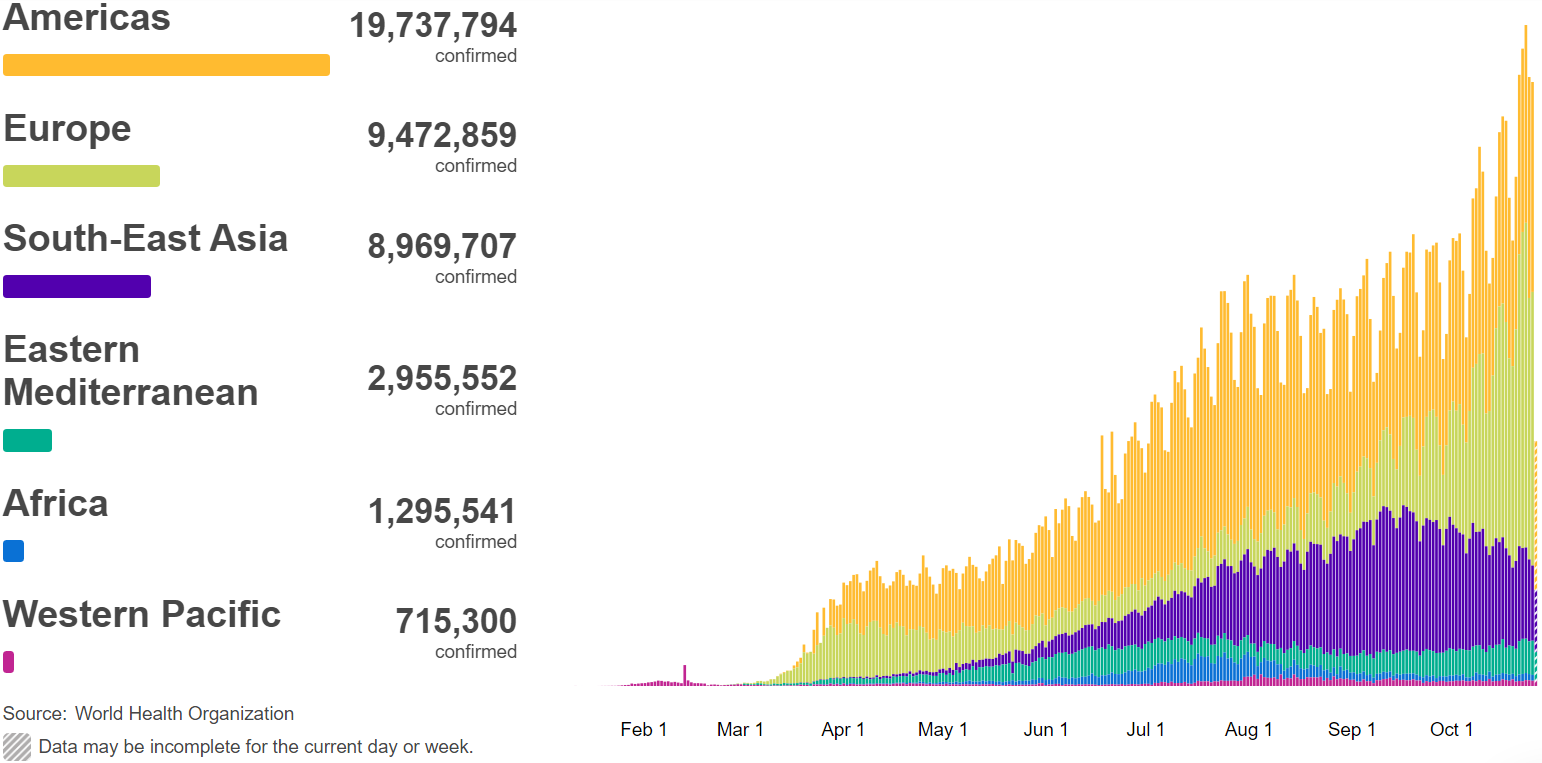 Americas
19,737,794
confirmed
Europe
9,472,859
confirmed
South-East Asia
8,969,707
confirmed
Eastern
Mediterranean
2,955,552
confirmed
Africa
1,295,541
confirmed
Western Pacific
715,300
confirmed
Source: World Health Organization
Data may be incomplete for the current day or week.
Feb 1 Mar 1 Apr 1 May 1 Jun 1 Jul 1 Aug 1 Sep 1 Oct 1